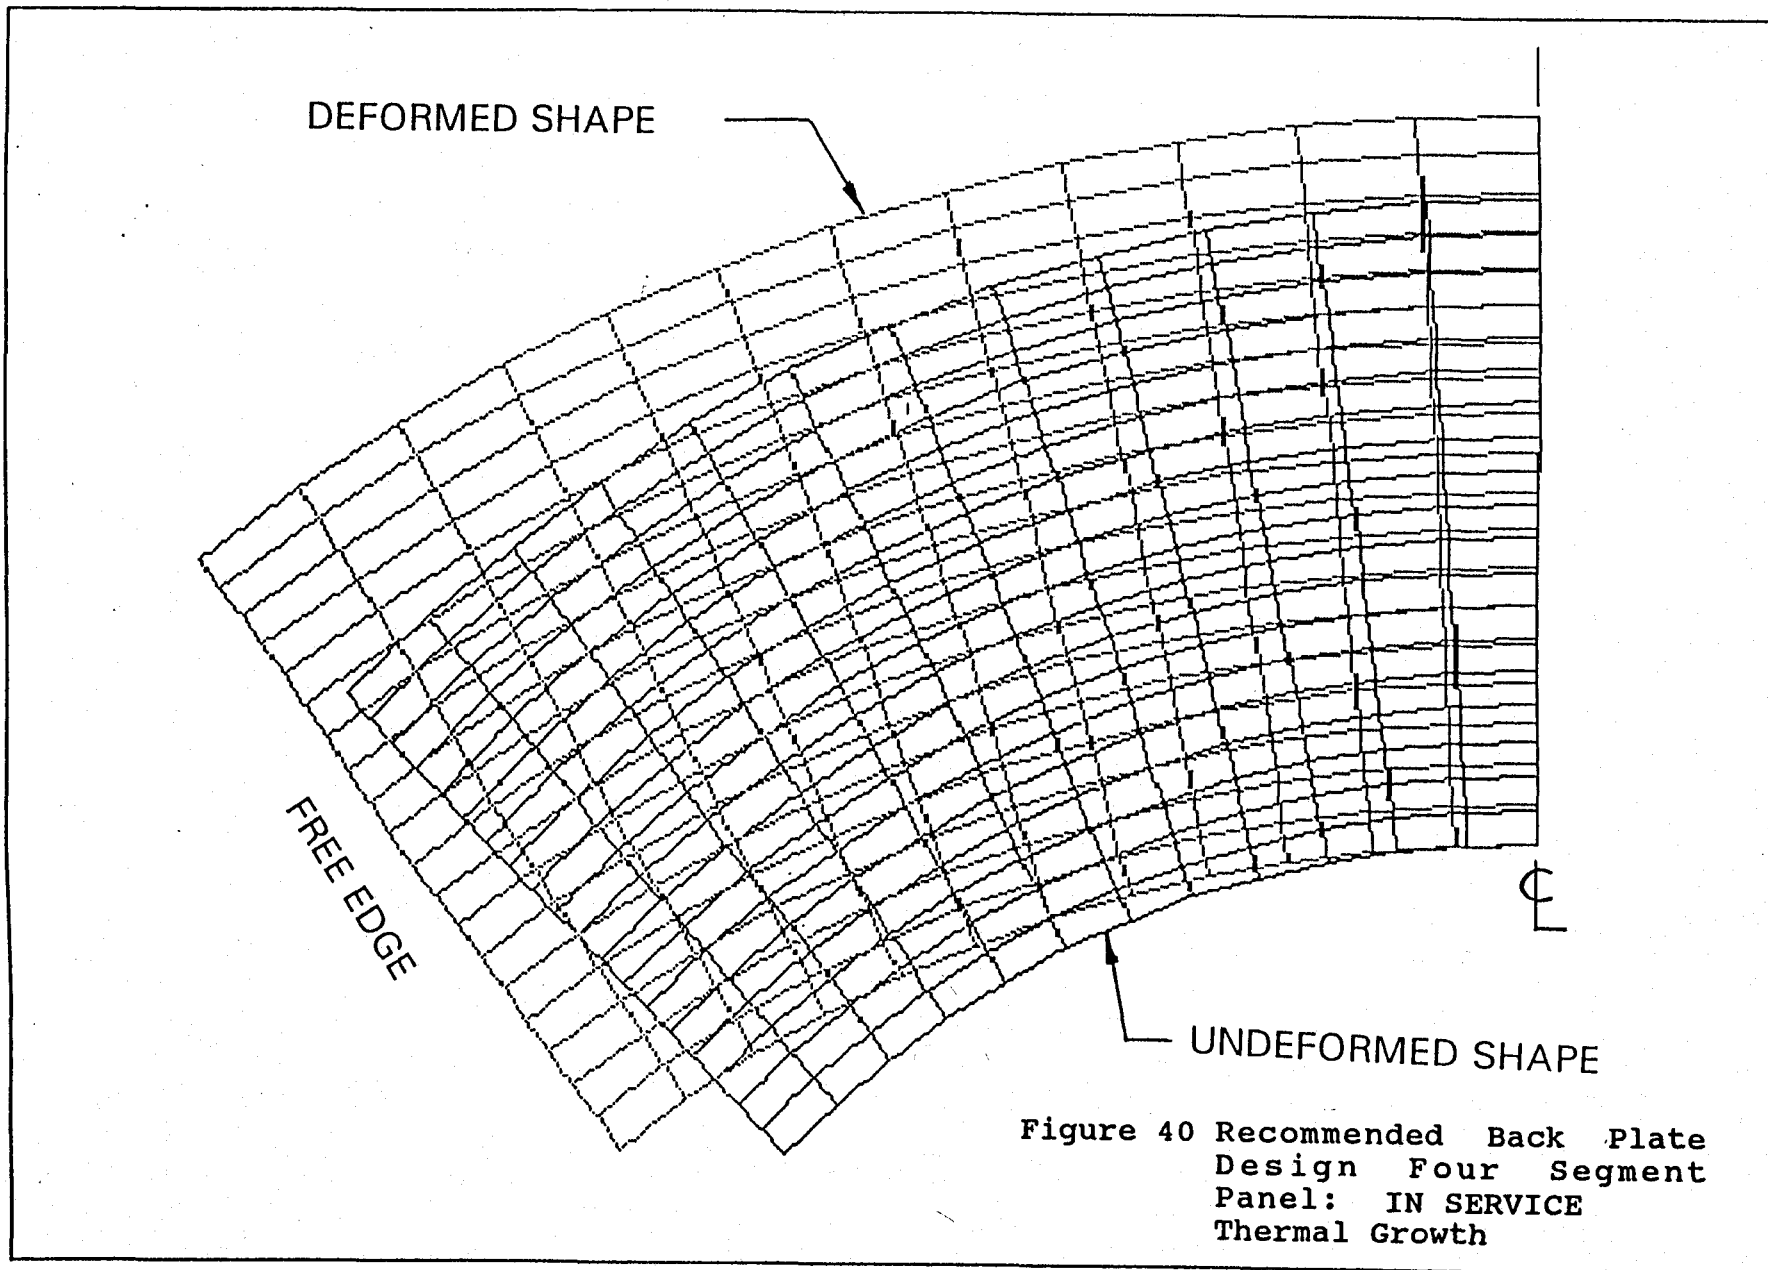 DEFORMED SHAPE
FREE EDGE
℄
UNDEFORMED SHAPE
Figure 40 Recommended Back Plate
Design Four Segment
Panel: IN SERVICE
Thermal Growth